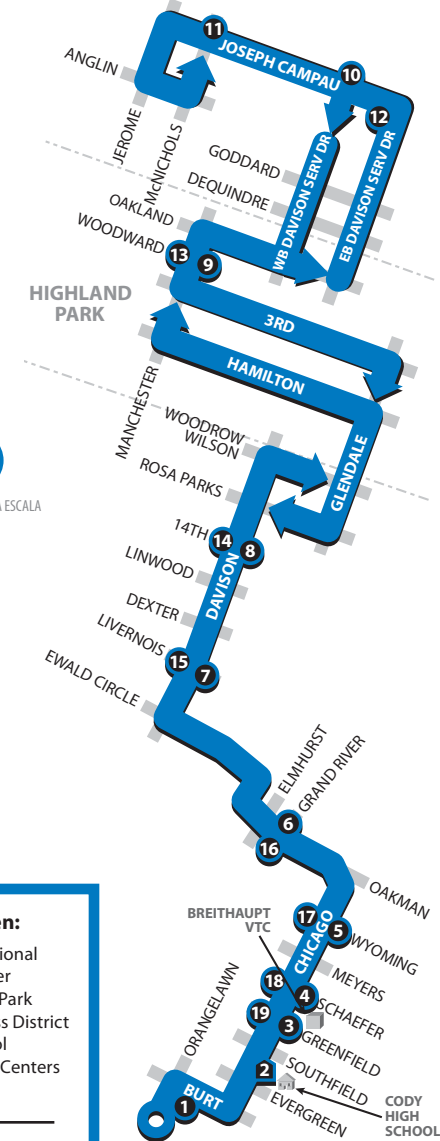 11
JOSEPH CAMPAU
10
ANGLIN
12
JEROME
McNICHOLS
GODDARD
DEQUINDRE
WB DAVISON SERV DR
EB DAVISON SERV DR
OAKLAND
WOODWARD
13
9
HIGHLAND
PARK
3RD
HAMILTON
MANCHESTER
WOODROW
WILSON
GLENDALE
ROSA PARKS
A ESCALA
14TH
14
8
LINWOOD
DAVISON
DEXTER
LIVERNOIS
15
7
EWALD CIRCLE
ELMHURST
GRAND RIVER
6
16
OAKMAN
BREITHAUPT
VTC
17
5
CHICAGO
WYOMING
MEYERS
18
4
SCHAEFER
19
3
GREENFIELD
ORANGELAWN
SOUTHFIELD
2
EVERGREEN
BURT
1
CODY
HIGH
SCHOOL
en:
ional
er
Park
ss District
ol
Centers